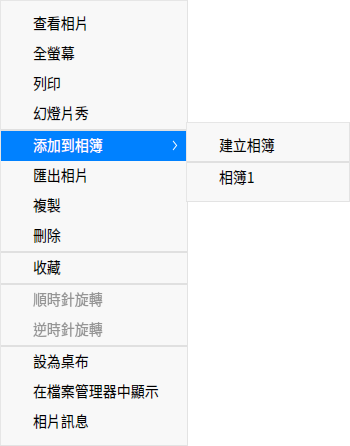 查看相片
全螢幕
列印
幻燈片秀
添加到相簿
建立相簿
相簿1
匯出相片
複製
刪除
收藏
順時針旋轉
逆時針旋轉
設為桌布
在檔案管理器中顯示
相片訊息